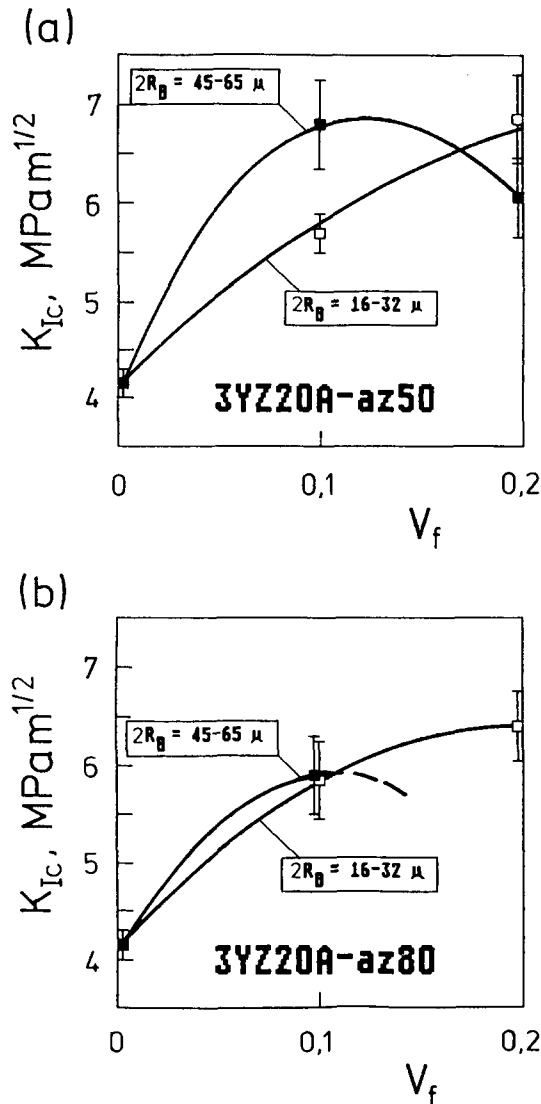 (a)
2R_B = 45-65 μ
7
6
5
4
K_Ic, MPam^1/2
2R_B = 16-32 μ
3YZ20A-az50
0
0,1
0,2
V_f
(b)
7
6
5
4
K_Ic, MPam^1/2
2R_B = 45-65 μ
2R_B = 16-32 μ
3YZ20A-az80
0
0,1
0,2
V_f